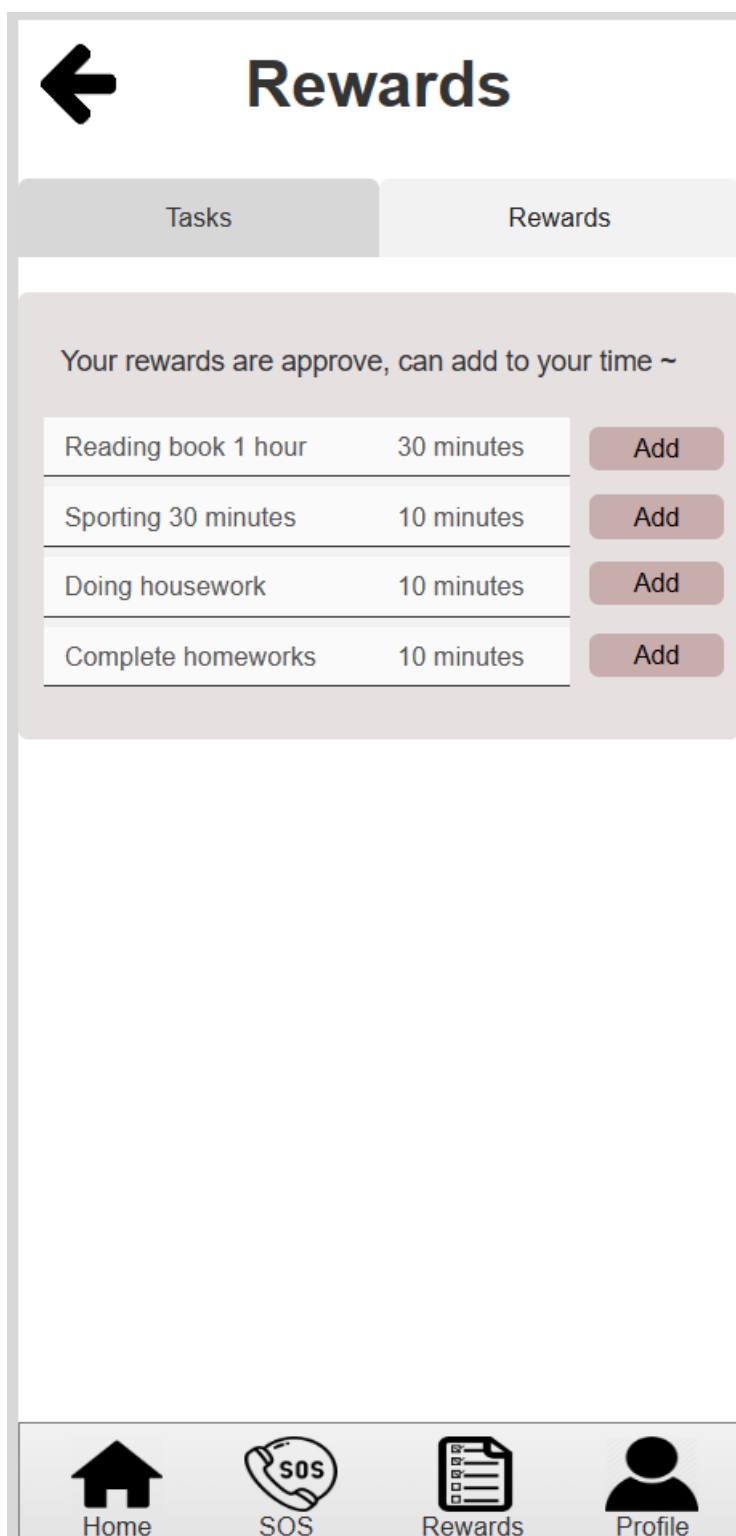 Rewards
Tasks Rewards
Your rewards are approve, can add to your time ~
Reading book 1 hour 30 minutes Add
Sporting 30 minutes 10 minutes Add
Doing housework 10 minutes Add
Complete homeworks 10 minutes Add
SOS
Home SOS Rewards Profile